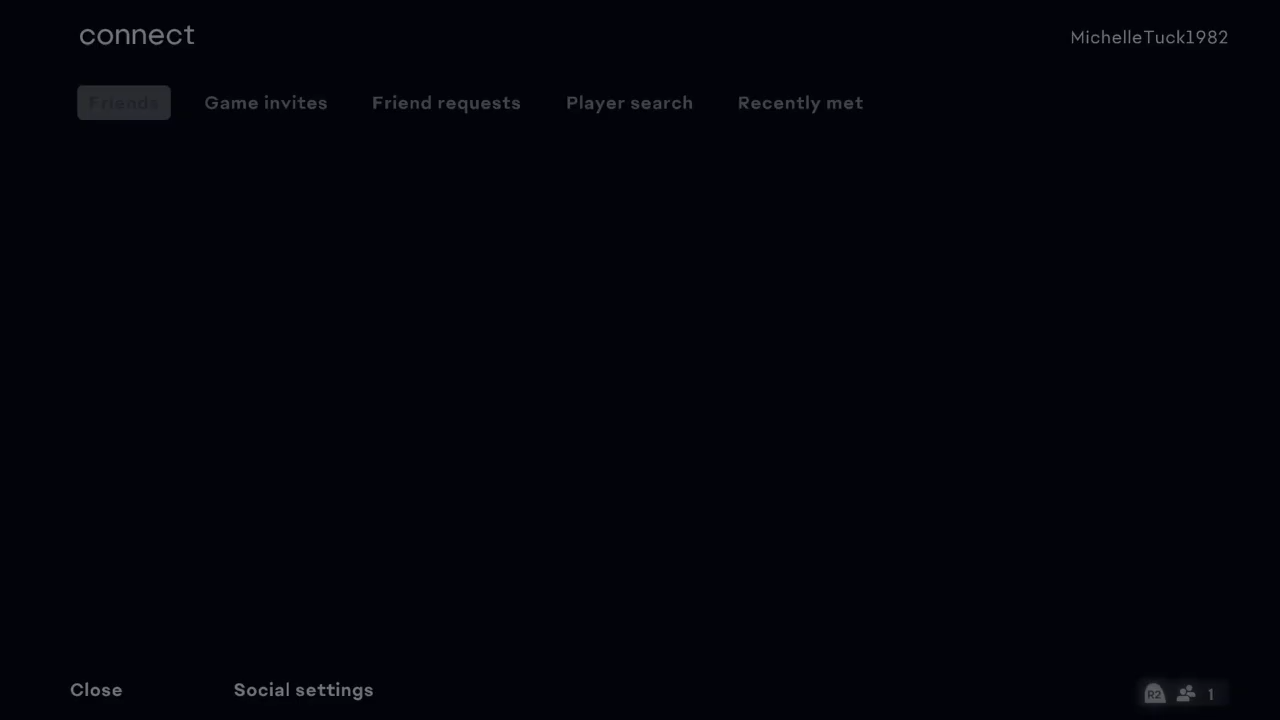 connect
MichelleTuck1982
Friends
Game invites
Friend requests
Player search
Recently met
Close
Social settings
R2
1